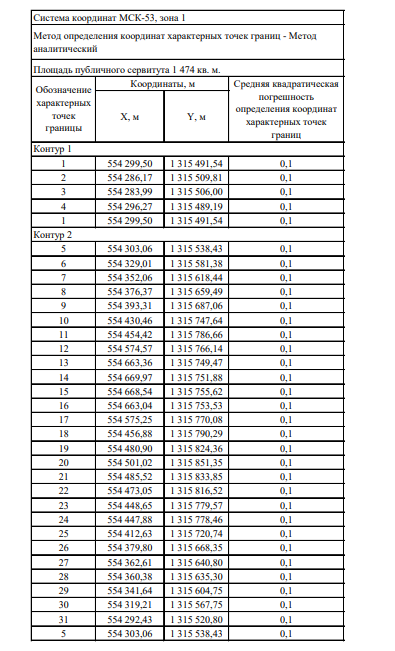 Система координат МСК-53, зона 1
Метод определения координат характерных точек границ - Метод
аналитический
Площадь публичного сервитута 1 474 кв. м.
Обозначение характерных точек границы
Координаты, м
X, м
Y, м
Средняя квадратическая погрешность определения координат характерных точек границ
Контур 1
1 554 299,50 1 315 491,54 0,1
2 554 286,17 1 315 509,81 0,1
3 554 283,99 1 315 506,00 0,1
4 554 296,27 1 315 489,19 0,1
1 554 299,50 1 315 491,54 0,1
Контур 2
5 554 303,06 1 315 538,43 0,1
6 554 329,01 1 315 581,38 0,1
7 554 352,06 1 315 618,44 0,1
8 554 376,37 1 315 659,49 0,1
9 554 393,31 1 315 687,06 0,1
10 554 430,46 1 315 747,64 0,1
11 554 454,42 1 315 786,66 0,1
12 554 574,57 1 315 766,14 0,1
13 554 663,36 1 315 749,47 0,1
14 554 669,97 1 315 751,88 0,1
15 554 668,54 1 315 755,62 0,1
16 554 663,04 1 315 753,53 0,1
17 554 575,25 1 315 770,08 0,1
18 554 456,88 1 315 790,29 0,1
19 554 480,90 1 315 824,36 0,1
20 554 501,02 1 315 851,35 0,1
21 554 485,52 1 315 833,85 0,1
22 554 473,05 1 315 816,52 0,1
23 554 448,65 1 315 779,57 0,1
24 554 447,88 1 315 778,46 0,1
25 554 412,63 1 315 720,74 0,1
26 554 379,80 1 315 668,35 0,1
27 554 362,61 1 315 640,80 0,1
28 554 360,38 1 315 635,30 0,1
29 554 341,64 1 315 604,75 0,1
30 554 319,21 1 315 567,75 0,1
31 554 292,43 1 315 520,80 0,1
5 554 303,06 1 315 538,43 0,1